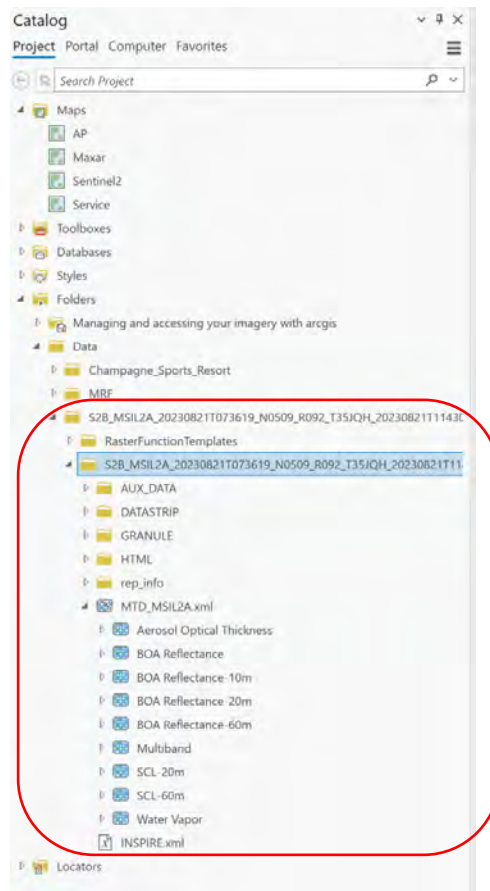 Catalog
Project Portal Computer Favorites
Search Project
Maps
AP
Maxar
Sentinel2
Service
Toolboxes
Databases
Styles
Folders
Managing and accessing your imagery with arcgis
Data
Champagne_Sports_Resort
MRF
S2B_MSIL2A_20230821T073619_N0509_R092_T35JQH_20230821T11143(
RasterFunctionTemplates
S2B_MSIL2A_20230821T073619_N0509_R092_T35JQH_20230821T11
AUX_DATA
DATASTRIP
GRANULE
HTML
rep_info
MTD_MSIL2A.xml
Aerosol Optical Thickness
BOA Reflectance
BOA Reflectance-10m
BOA Reflectance-20m
BOA Reflectance-60m
Multiband
SCL-20m
SCL-60m
Water Vapor
INSPIRE.xml
Locators